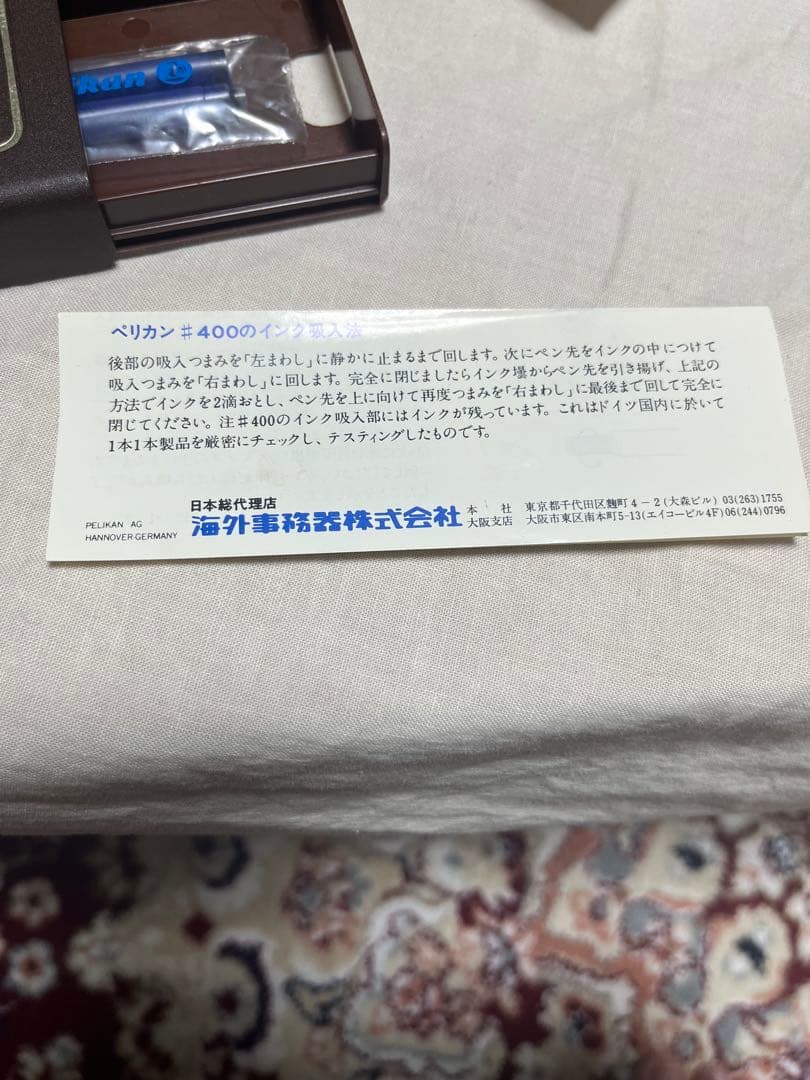 ikan
ペリカン #400のインク吸入法
後部の吸入つまみを「左まわし」に静かに止まるまで回します。次にペン先をインクの中につけて
吸入つまみを「右まわし」に回します。完全に閉じましたらインク壜からペン先を引き揚げ、上記の
方法でインクを2滴おとし、ペン先を上に向けて再度つまみを「右まわし」に最後まで回して完全に
閉じてください。注#400のインク吸入部にはインクが残っています。これはドイツ国内に於いて
1本1本製品を厳密にチェックし、テスティングしたものです。
PELIKAN AG
HANNOVER-GERMANY
日本総代理店
海外事務器株式会社
本社 東京都千代田区麴町4-2(大森ビル) 03(263)1755
大阪支店 大阪市東区南本町5-13(エイコービル4F)06(244)0796